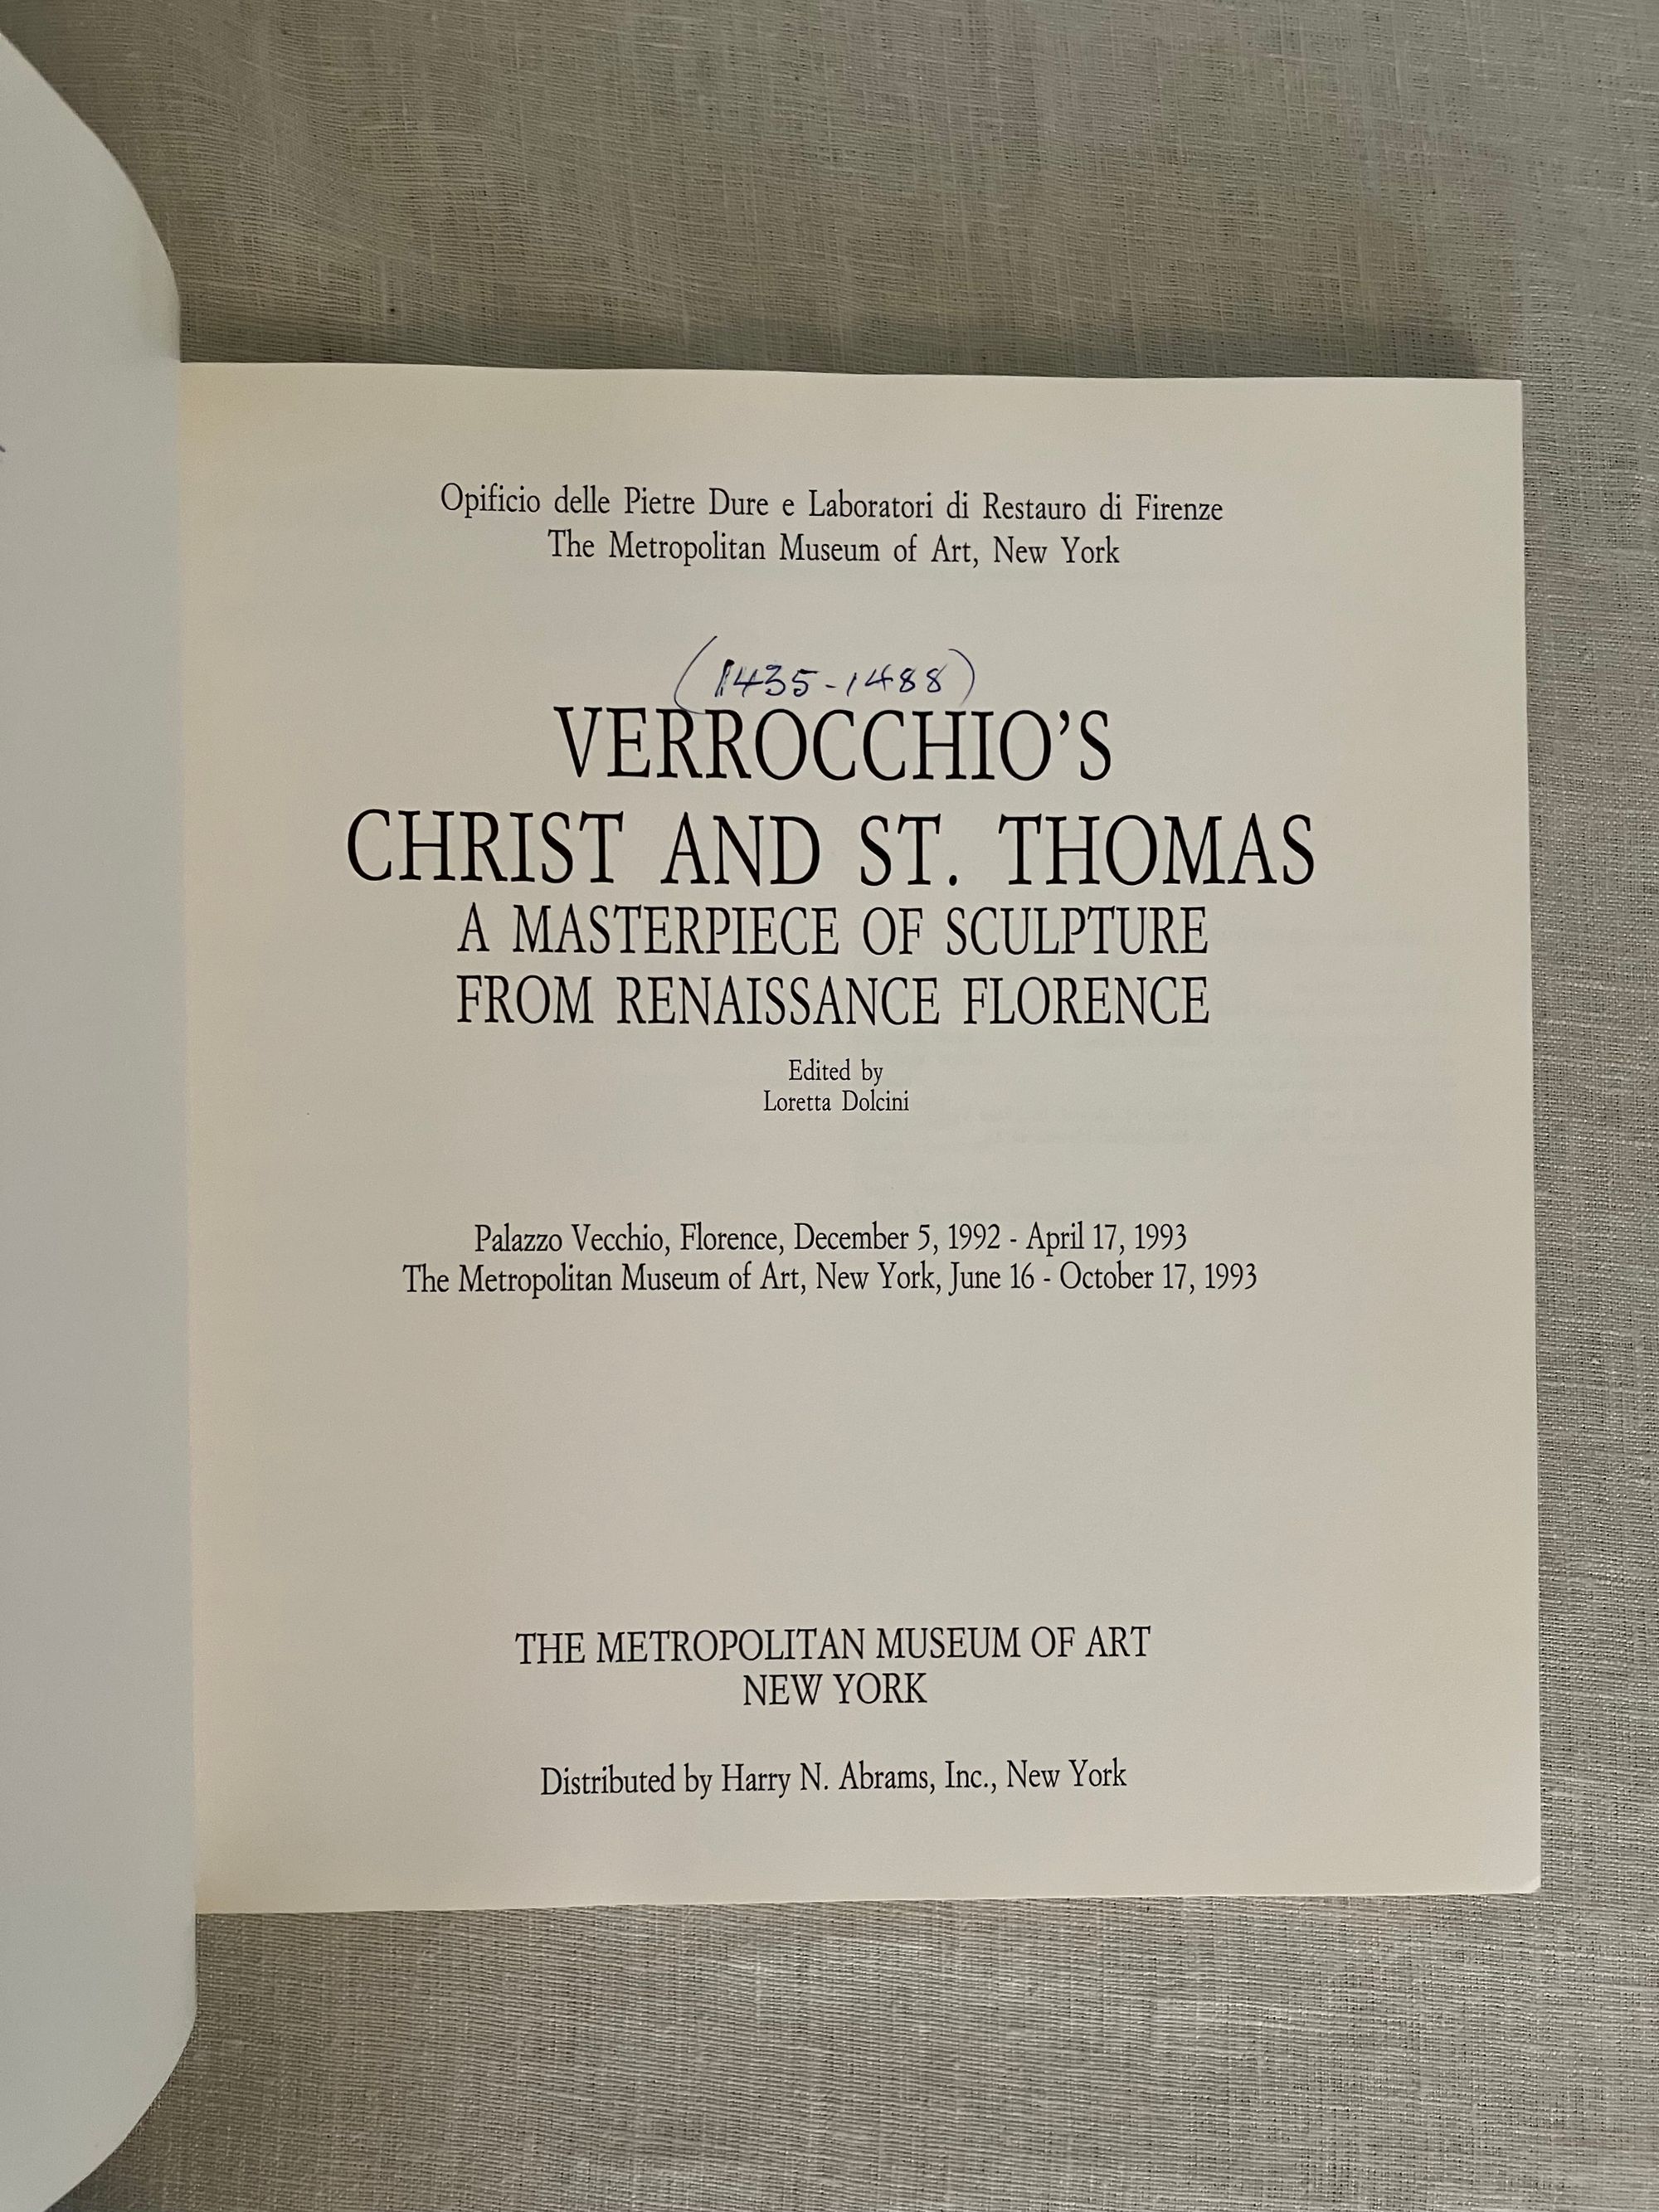 Opificio delle Pietre Dure e Laboratori di Restauro di Firenze
The Metropolitan Museum of Art, New York
(1435-1488)
VERROCCHIO'S
CHRIST AND ST. THOMAS
A MASTERPIECE OF SCULPTURE
FROM RENAISSANCE FLORENCE
Edited by
Loretta Dolcini
Palazzo Vecchio, Florence, December 5, 1992 - April 17, 1993
The Metropolitan Museum of Art, New York, June 16 - October 17, 1993
THE METROPOLITAN MUSEUM OF ART
NEW YORK
Distributed by Harry N. Abrams, Inc., New York